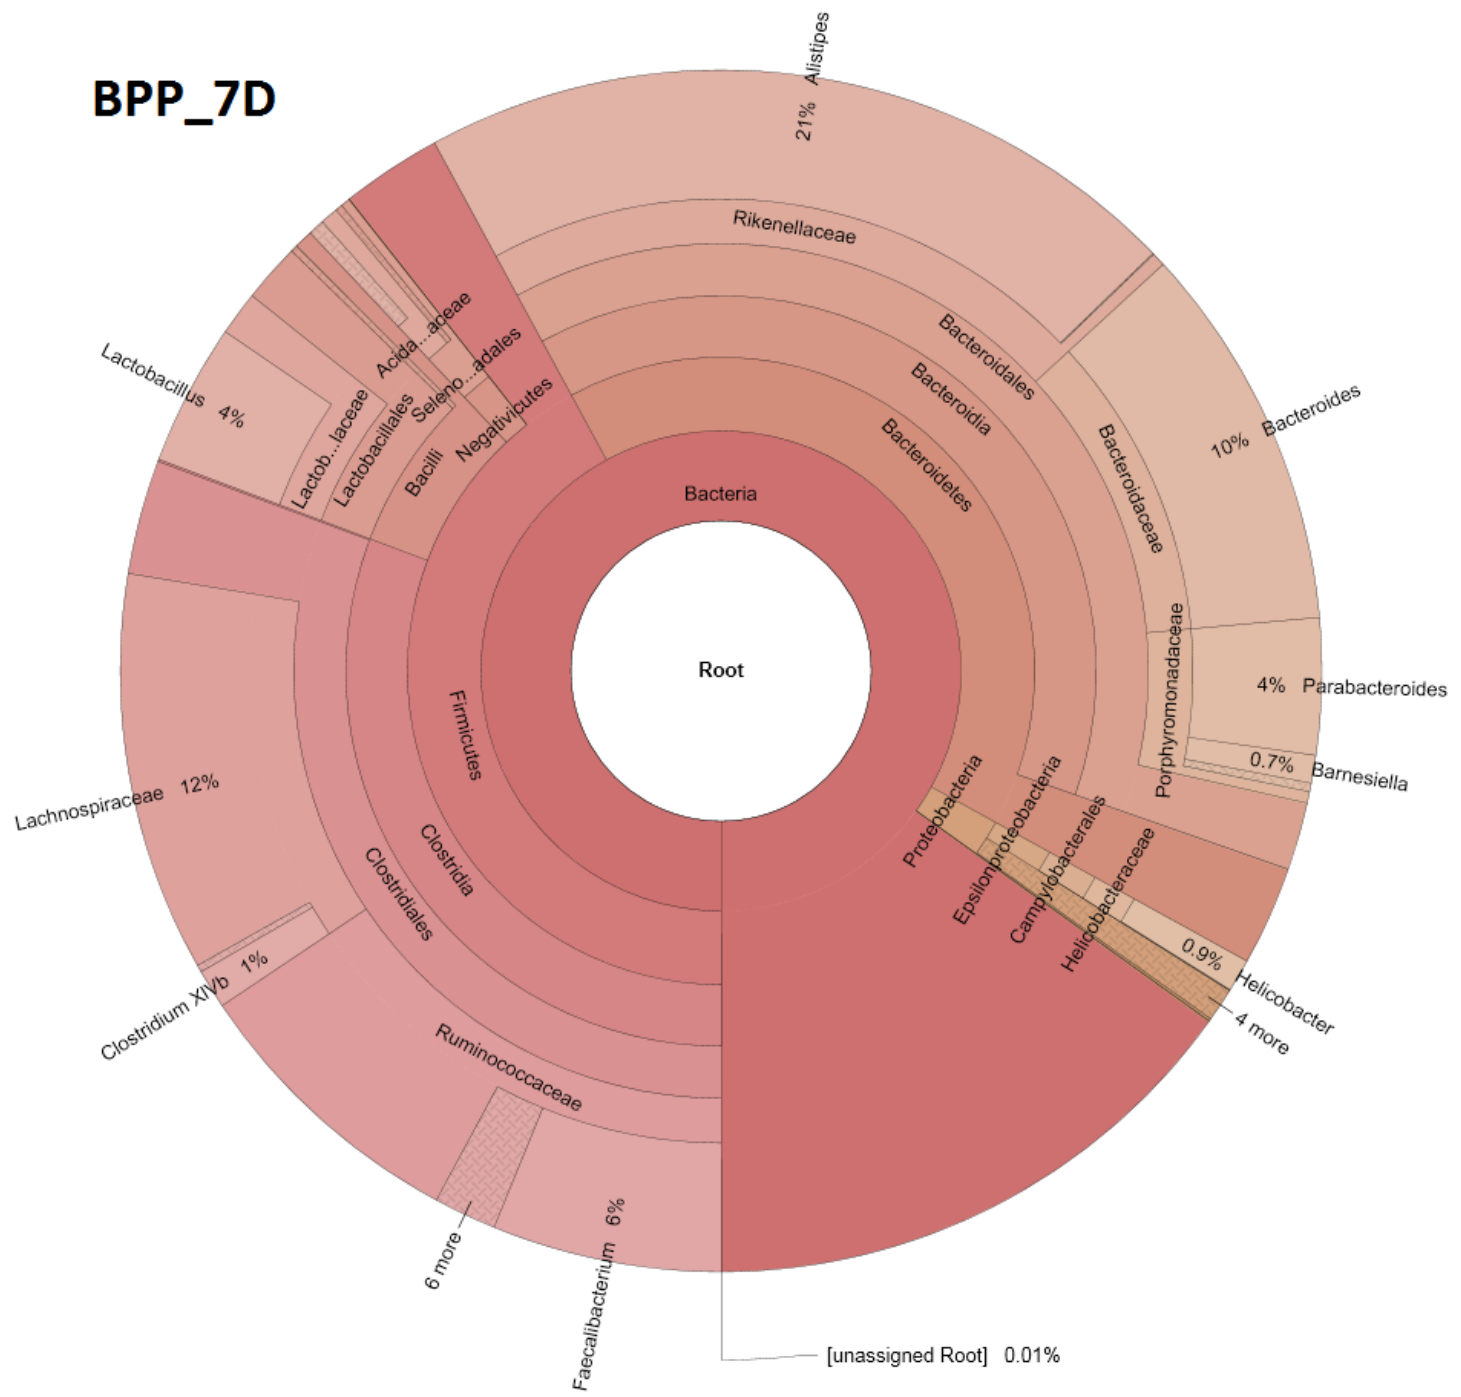 BPP_7D
Alistipes
21%
Rikenellaceae
Bacteroidales
Bacteroidia
Bacteroidetes
Bacteroidaceae
10% Bacteroides
Porphyromonadaceae
4% Parabacteroides
0.7% Barnesiella
Proteobacteria
Epsilonproteobacteria
Campylobacterales
Helicobacteraceae
0.9% Helicobacter
4 more
Bacteria
Root
Acida...aceae
Seleno...adales
Negativicutes
Lactobacillus 4%
Lactob...laceae
Lactobacillales
Bacilli
Firmicutes
Clostridia
Clostridiales
Lachnospiraceae 12%
Clostridium XIVb 1%
Ruminococcaceae
6 more
Faecalibacterium 6%
[unassigned Root] 0.01%